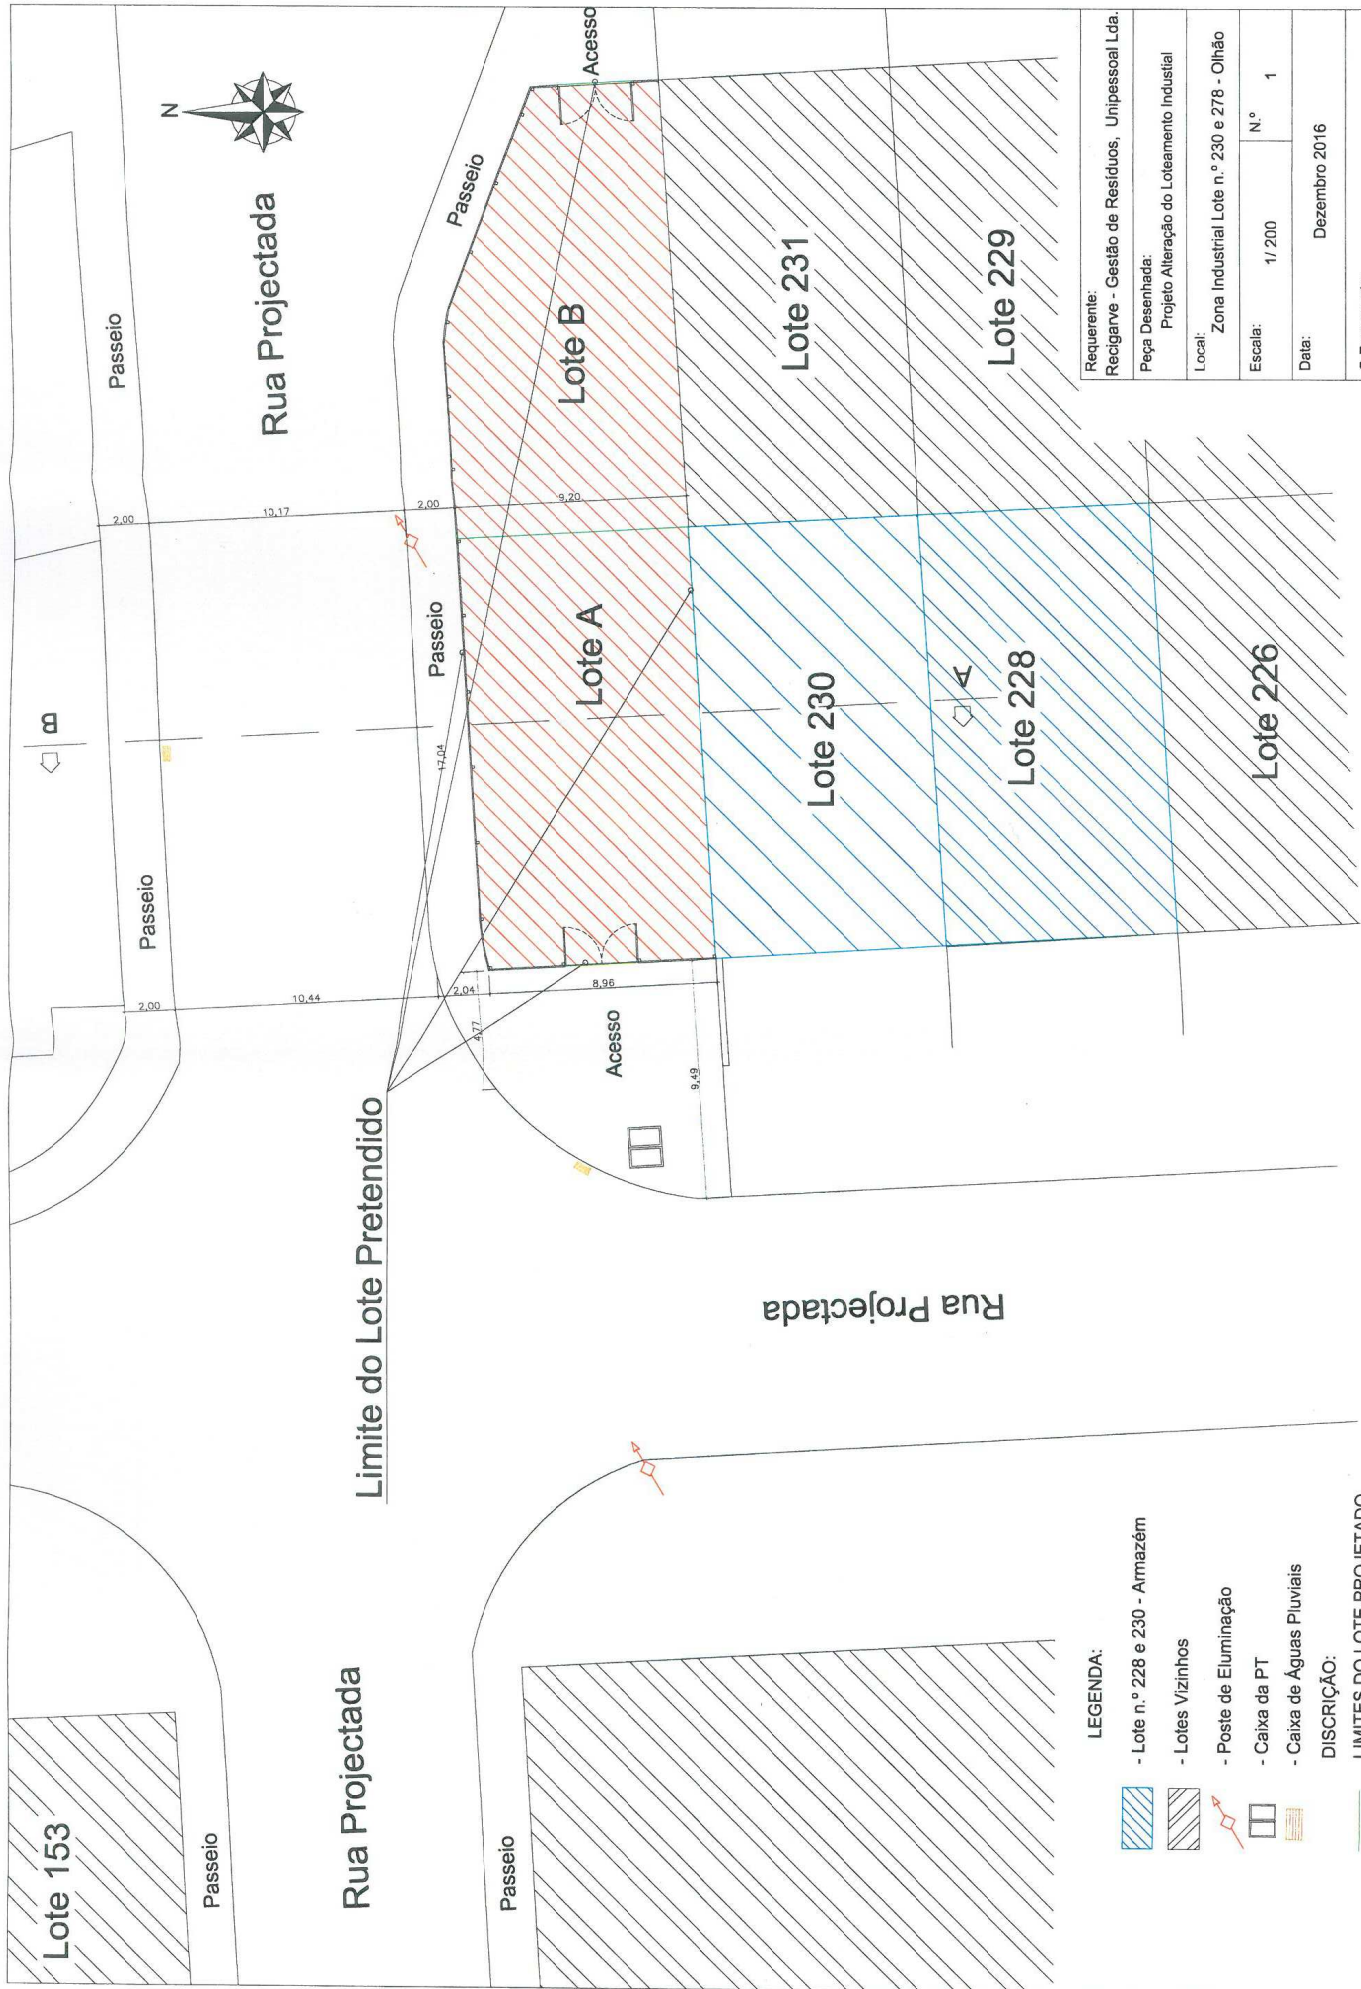 Lote 153
Passeio
Rua Projectada
Passeio
Limite do Lote Pretendido
Rua Projectada
B
Passeio
Passeio
N
Rua Projectada
2,00
10,44
2,04
8,96
4,77
9,49
Acesso
2,00
10,17
2,00
9,20
17,04
Passeio
Passeio
Acesso
Lote A
Lote B
Lote 230
Lote 231
A
Lote 228
Lote 229
Lote 226
LEGENDA:
- Lote n.º 228 e 230 - Armazém
- Lotes Vizinhos
- Poste de Eluminação
- Caixa da PT
- Caixa de Águas Pluviais
DISCRIÇÃO:
LIMITES DO LOTE PROJETADO
Requerente:
Recigarve - Gestão de Resíduos, Unipessoal Lda.
Peça Desenhada:
Projeto Alteração do Loteamento Industial
Local:
Zona Industrial Lote n.º 230 e 278 - Olhão
Escala: 1/ 200 N.º 1
Data: Dezembro 2016